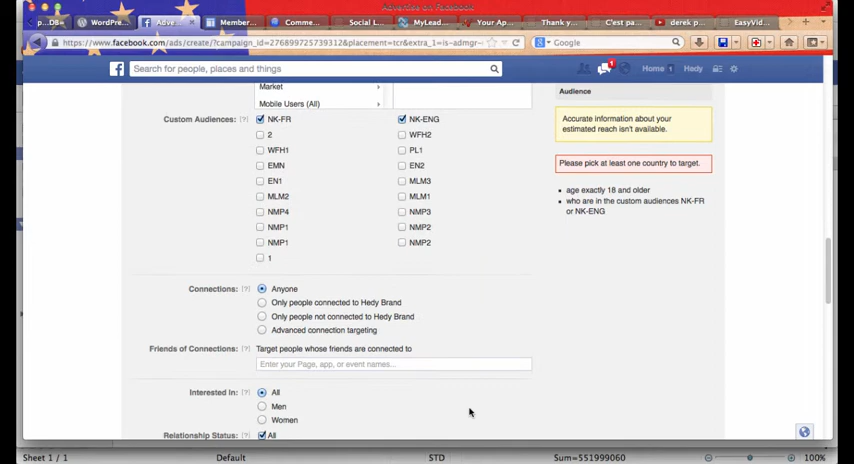 Advertise on Facebook
DB=
WordP...
Adve...
Member...
Comme...
Social L...
MyLead...
Your Ap...
Thank y...
C'est pa...
derek p...
EasyVid...
https://www.facebook.com/ads/create/?campaign_id=276899725739312&placement=tcr&extra_1=is-admgr-
Google
Search for people, places and things
1
Home 1
Hedy
Market
Mobile Users (All)
Audience
Custom Audiences: [?]
NK-FR
NK-ENG
2
WFH2
WFH1
PL1
EMN
EN2
EN1
MLM3
MLM2
MLM1
NMP4
NMP3
NMP1
NMP2
NMP1
NMP2
1
Accurate information about your
estimated reach isn't available.
Please pick at least one country to target.
age exactly 18 and older
who are in the custom audiences NK-FR
or NK-ENG
Connections: [?]
Anyone
Only people connected to Hedy Brand
Only people not connected to Hedy Brand
Advanced connection targeting
Friends of Connections: [?]
Target people whose friends are connected to
Enter your Page, app, or event names...
Interested In: [?]
All
Men
Women
Relationship Status: [?]
All
Sheet 1 / 1
Default
STD
Sum=551999060
100%